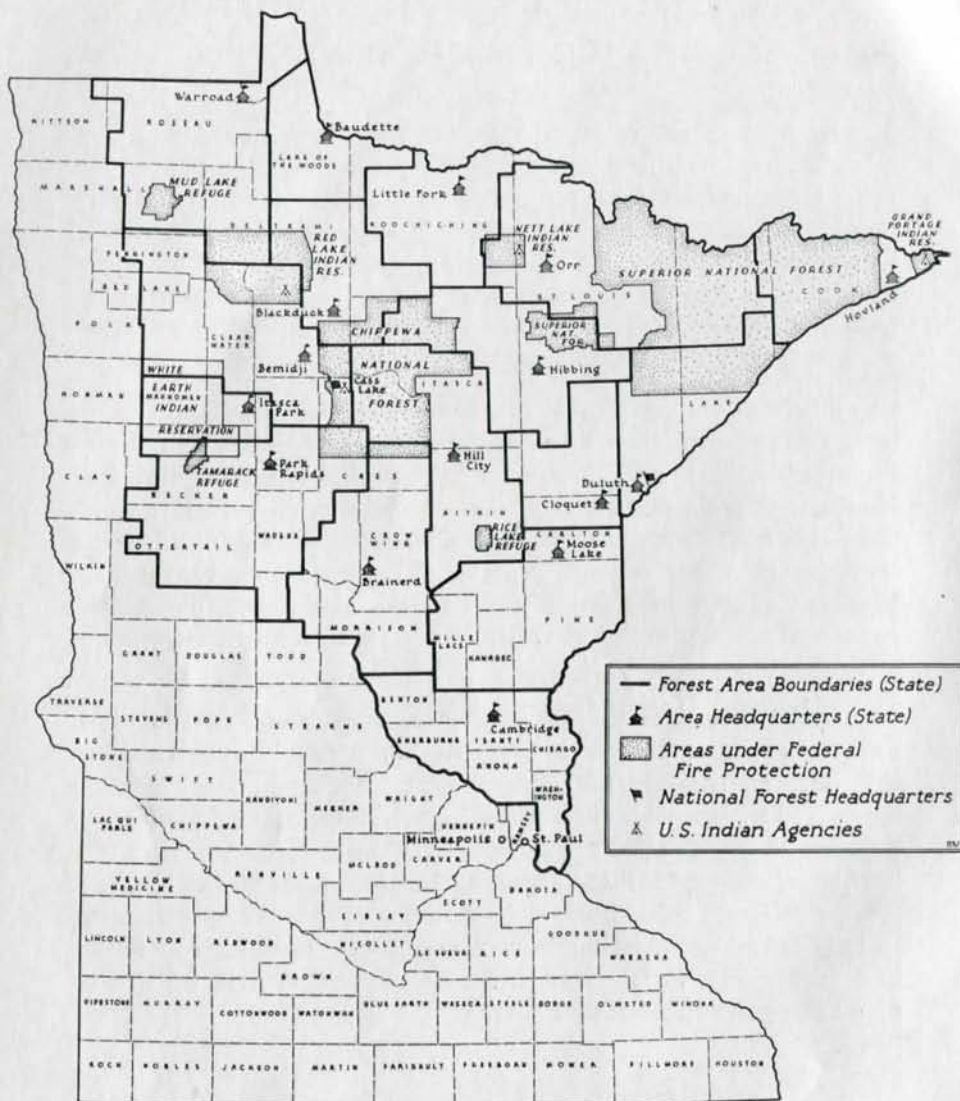 Warroad
Baudette
KITTSON
ROSEAU
LAKE OF
THE WOODS
Little Fork
MARSHALL
MUD LAKE
REFUGE
BELTRAMI
KOOCHICHING
NETT LAKE
INDIAN
RES.
GRAND
PORTAGE
INDIAN
RES.
RED
LAKE
INDIAN
RES.
Orr
SUPERIOR NATIONAL FOREST
COOK
PENNINGTON
RED LAKE
ST LOUIS
Hovland
Blackduck
CHIPPEWA
SUPERIOR
NAT.
FOR.
POLK
CLEAR
WATER
Bemidji
NATIONAL
Hibbing
WHITE
Cass
Lake
ITASCA
LAKE
NORMAN
EARTH
MAHNOMEN
INDIAN
Itasca
Park
FOREST
RESERVATION
Hill
City
CLAY
TAMARACK
REFUGE
Park
Rapids
CASS
Duluth
BECKER
AITKIN
Cloquet
OTTERTAIL
WADENA
CROW
WING
RICE
LAKE
REFUGE
CARLTON
Moose
Lake
WILKIN
Brainerd
MORRISON
MILLE
LACS
PINE
KANABEC
GRANT
DOUGLAS
TODD
TRAVERSE
BENTON
STEVENS
POPE
STEARNS
Cambridge
BIG
STONE
SHERBURNE
ISANTI
CHISAGO
ANOKA
SWIFT
WASH-
INGTON
KANDIYOHI
MEEKER
WRIGHT
LAC QUI
PARLE
CHIPPEWA
HENNEPIN
RAMSEY
Minneapolis
St. Paul
MCLEOD
CARVER
YELLOW
MEDICINE
RENVILLE
DAKOTA
SCOTT
SIBLEY
LINCOLN
LYON
REDWOOD
NICOLLET
LE SUEUR
RICE
GOODHUE
WABASHA
BROWN
PIPESTONE
MURRAY
COTTONWOOD
WATONWAN
BLUE EARTH
WASECA
STEELE
DODGE
OLMSTED
WINONA
ROCK
NOBLES
JACKSON
MARTIN
FARIBAULT
FREEBORN
MOWER
FILLMORE
HOUSTON
Forest Area Boundaries (State)
Area Headquarters (State)
Areas under Federal
Fire Protection
National Forest Headquarters
U.S. Indian Agencies